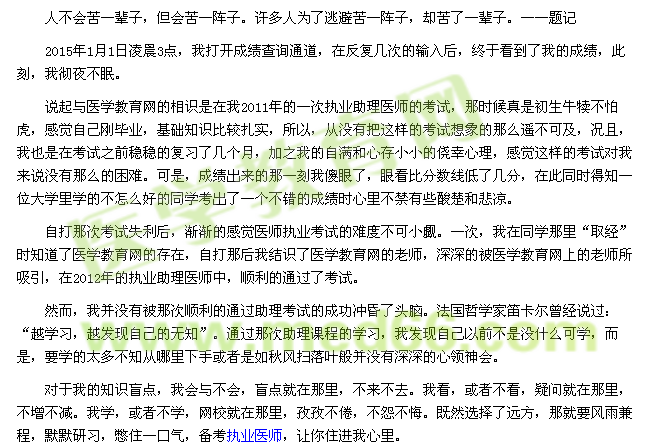 人不会苦一辈子，但会苦一阵子。许多人为了逃避苦一阵子，却苦了一辈子。——题记
2015年1月1日凌晨3点，我打开成绩查询通道，在反复几次的输入后，终于看到了我的成绩，此
刻，我彻夜不眠。
说起与医学教育网的相识是在我2011年的一次执业助理医师的考试，那时候真是初生牛犊不怕
虎，感觉自己刚毕业，基础知识比较扎实，所以，从没有把这样的考试想象的那么遥不可及，况且，
我也是在考试之前稳稳的复习了几个月，加之我的自满和心存小小的侥幸心理，感觉这样的考试对我
来说没有那么的困难。可是，成绩出来的那一刻我傻眼了，眼看比分数线低了几分，在此同时得知一
位大学里学的不怎么好的同学考出了一个不错的成绩时心里不禁有些酸楚和悲凉。
自打那次考试失利后，渐渐的感觉医师执业考试的难度不可小觑。一次，我在同学那里“取经”
时知道了医学教育网的存在，自打那后我结识了医学教育网的老师，深深的被医学教育网上的老师所
吸引，在2012年的执业助理医师中，顺利的通过了考试。
然而，我并没有被那次顺利的通过助理考试的成功冲昏了头脑。法国哲学家笛卡尔曾经说过：
“越学习，越发现自己的无知”。通过那次助理课程的学习，我发现自己以前不是没什么可学，而
是，要学的太多不知从哪里下手或者是如秋风扫落叶般并没有深深的心领神会。
对于我的知识盲点，我会与不会，盲点就在那里，不来不去。我看，或者不看，疑问就在那里，
不增不减。我学，或者不学，网校就在那里，孜孜不倦，不怨不悔。既然选择了远方，那就要风雨兼
程，默默研习，憋住一口气，备考执业医师，让你住进我心里。
医学教育网